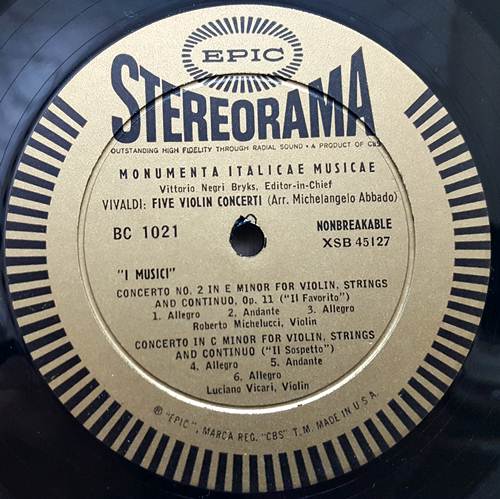 EPIC
STEREORAMA
OUTSTANDING HIGH FIDELITY THROUGH RADIAL SOUND • A PRODUCT OF CBS
MONUMENTA ITALICAE MUSICAE
Vittorio Negri Bryks, Editor-in-Chief
VIVALDI: FIVE VIOLIN CONCERTI (Arr. Michelangelo Abbado)
BC 1021
NONBREAKABLE
XSB 45127
"I MUSICI"
CONCERTO NO. 2 IN E MINOR FOR VIOLIN, STRINGS
AND CONTINUO, Op. 11 ("Il Favorito")
1. Allegro 2. Andante 3. Allegro
Roberto Michelucci, Violin
CONCERTO IN C MINOR FOR VIOLIN, STRINGS
AND CONTINUO ("Il Sospetto")
4. Allegro 5. Andante
6. Allegro
Luciano Vicari, Violin
® "EPIC", MARCA REG. "CBS" T.M. MADE IN U.S.A.